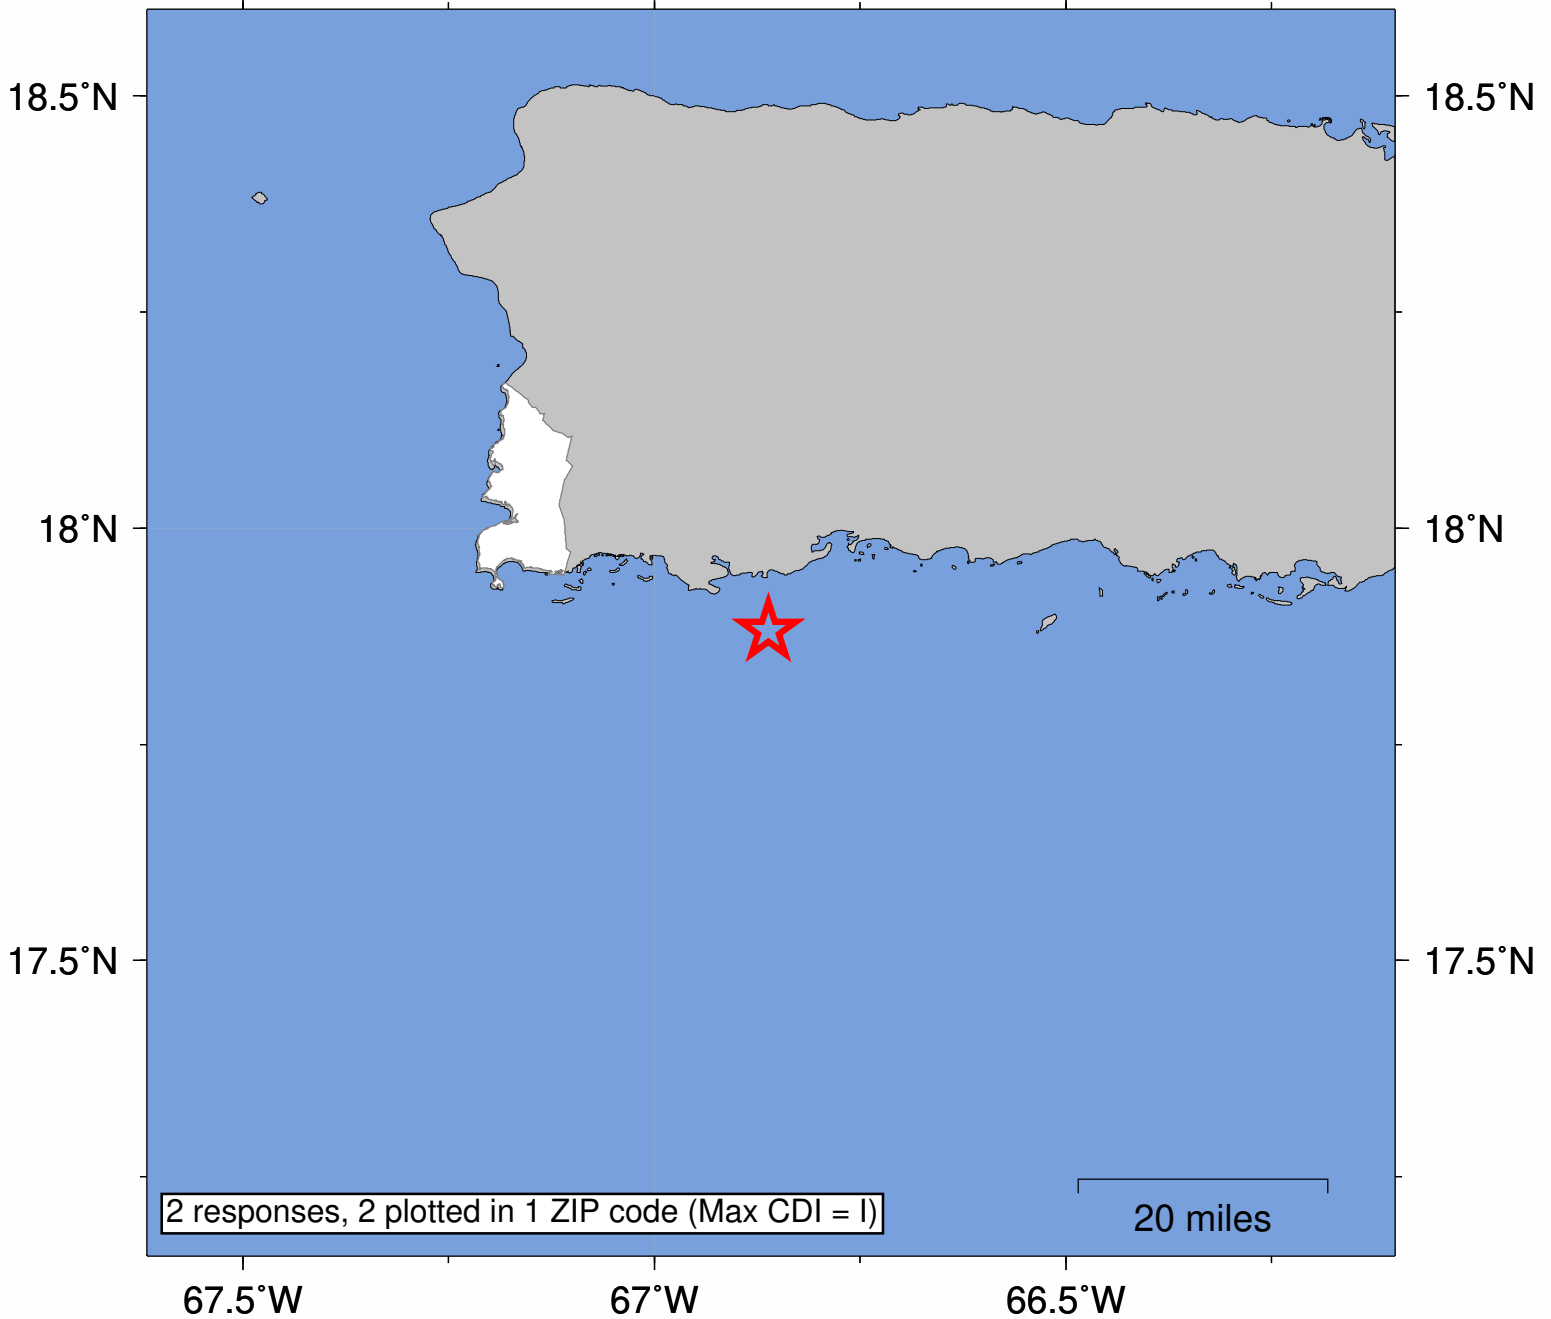 18.5°N
18.5°N
18°N
18°N
17.5°N
17.5°N
2 responses, 2 plotted in 1 ZIP code (Max CDI = I)
20 miles
67.5°W
67°W
66.5°W